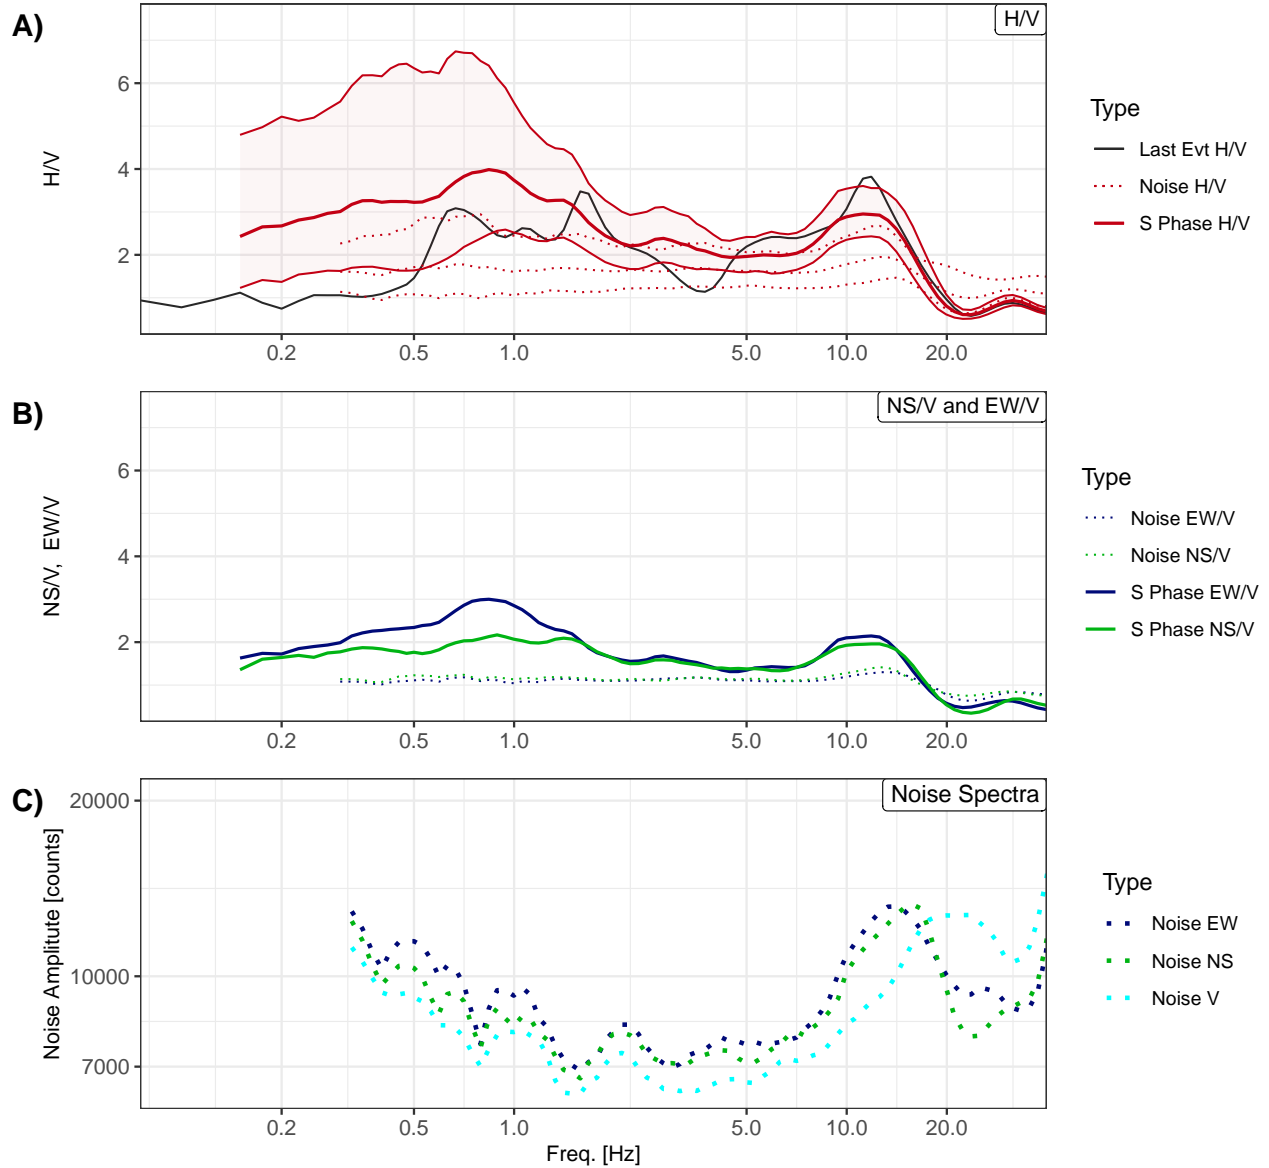 A)
H/V
6
4
2
H/V
0.2 0.5 1.0 5.0 10.0 20.0
Type
Last Evt H/V
Noise H/V
S Phase H/V
B)
NS/V and EW/V
6
4
2
NS/V, EW/V
0.2 0.5 1.0 5.0 10.0 20.0
Type
Noise EW/V
Noise NS/V
S Phase EW/V
S Phase NS/V
C)
Noise Spectra
20000
10000
7000
Noise Amplitute [counts]
0.2 0.5 1.0 5.0 10.0 20.0
Freq. [Hz]
Type
Noise EW
Noise NS
Noise V